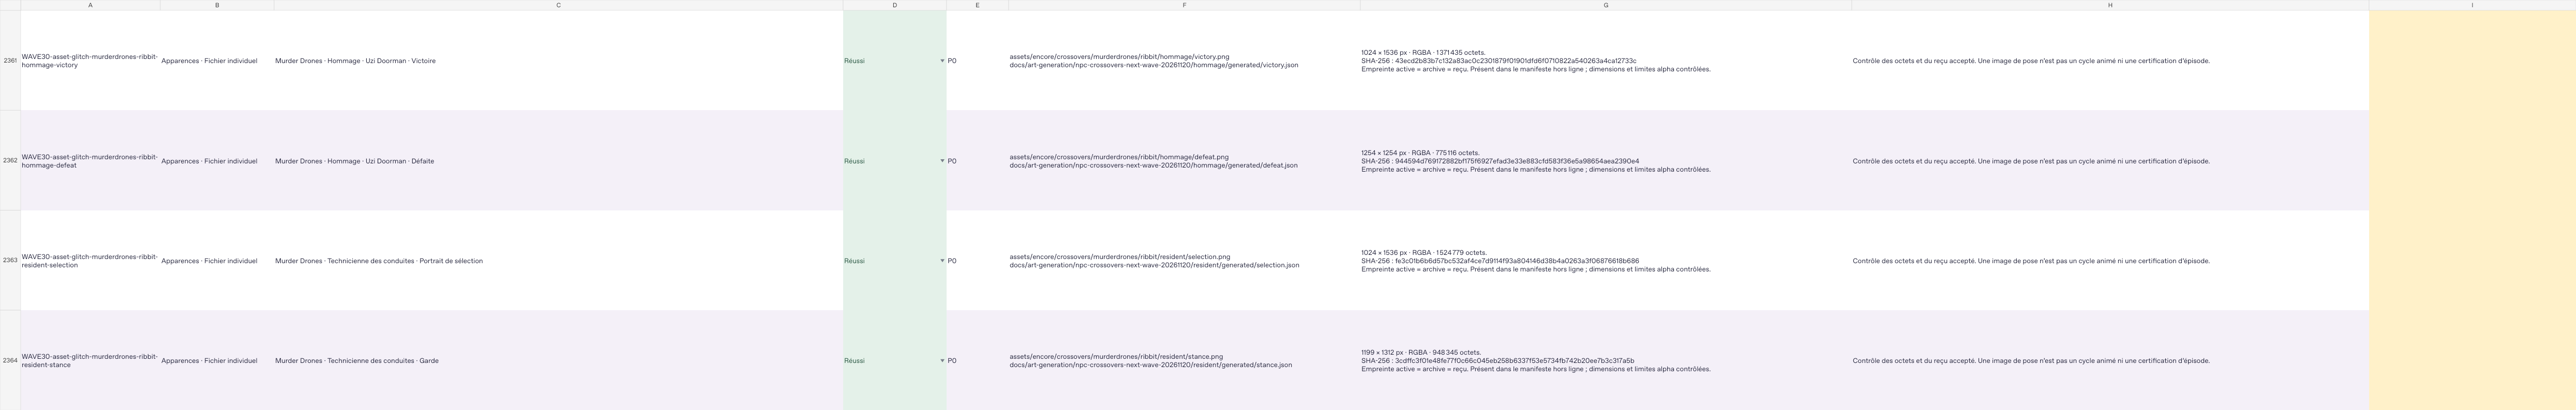 A B C D E F G H I
2361
WAVE30-asset-glitch-murderdrones-ribbit-
hommage-victory
Apparences · Fichier individuel
Murder Drones · Hommage · Uzi Doorman · Victoire
Réussi
P0
assets/encore/crossovers/murderdrones/ribbit/hommage/victory.png
docs/art-generation/npc-crossovers-next-wave-20261120/hommage/generated/victory.json
1024 × 1536 px · RGBA · 1 371 435 octets.
SHA-256 : 43ecd2b83b7c132a83ac0c2301879f01901dfd6f0710822a540263a4ca12733c
Empreinte active = archive = reçu. Présent dans le manifeste hors ligne ; dimensions et limites alpha contrôlées.
Contrôle des octets et du reçu accepté. Une image de pose n'est pas un cycle animé ni une certification d'épisode.
2362
WAVE30-asset-glitch-murderdrones-ribbit-
hommage-defeat
Apparences · Fichier individuel
Murder Drones · Hommage · Uzi Doorman · Défaite
Réussi
P0
assets/encore/crossovers/murderdrones/ribbit/hommage/defeat.png
docs/art-generation/npc-crossovers-next-wave-20261120/hommage/generated/defeat.json
1254 × 1254 px · RGBA · 775 116 octets.
SHA-256 : 944594d769172882bf175f6927efad3e33e883cfd583f36e5a98654aea2390e4
Empreinte active = archive = reçu. Présent dans le manifeste hors ligne ; dimensions et limites alpha contrôlées.
Contrôle des octets et du reçu accepté. Une image de pose n'est pas un cycle animé ni une certification d'épisode.
2363
WAVE30-asset-glitch-murderdrones-ribbit-
resident-selection
Apparences · Fichier individuel
Murder Drones · Technicienne des conduites · Portrait de sélection
Réussi
P0
assets/encore/crossovers/murderdrones/ribbit/resident/selection.png
docs/art-generation/npc-crossovers-next-wave-20261120/resident/generated/selection.json
1024 × 1536 px · RGBA · 1 524 779 octets.
SHA-256 : fe3c01b6b6d57bc532af4ce7d9114f93a804146d38b4a0263a3f06876618b686
Empreinte active = archive = reçu. Présent dans le manifeste hors ligne ; dimensions et limites alpha contrôlées.
Contrôle des octets et du reçu accepté. Une image de pose n'est pas un cycle animé ni une certification d'épisode.
2364
WAVE30-asset-glitch-murderdrones-ribbit-
resident-stance
Apparences · Fichier individuel
Murder Drones · Technicienne des conduites · Garde
Réussi
P0
assets/encore/crossovers/murderdrones/ribbit/resident/stance.png
docs/art-generation/npc-crossovers-next-wave-20261120/resident/generated/stance.json
1199 × 1312 px · RGBA · 948 345 octets.
SHA-256 : 3cdffc3f01e48fe77f0c66c045eb258b6337f53e5734fb742b20ee7b3c317a5b
Empreinte active = archive = reçu. Présent dans le manifeste hors ligne ; dimensions et limites alpha contrôlées.
Contrôle des octets et du reçu accepté. Une image de pose n'est pas un cycle animé ni une certification d'épisode.